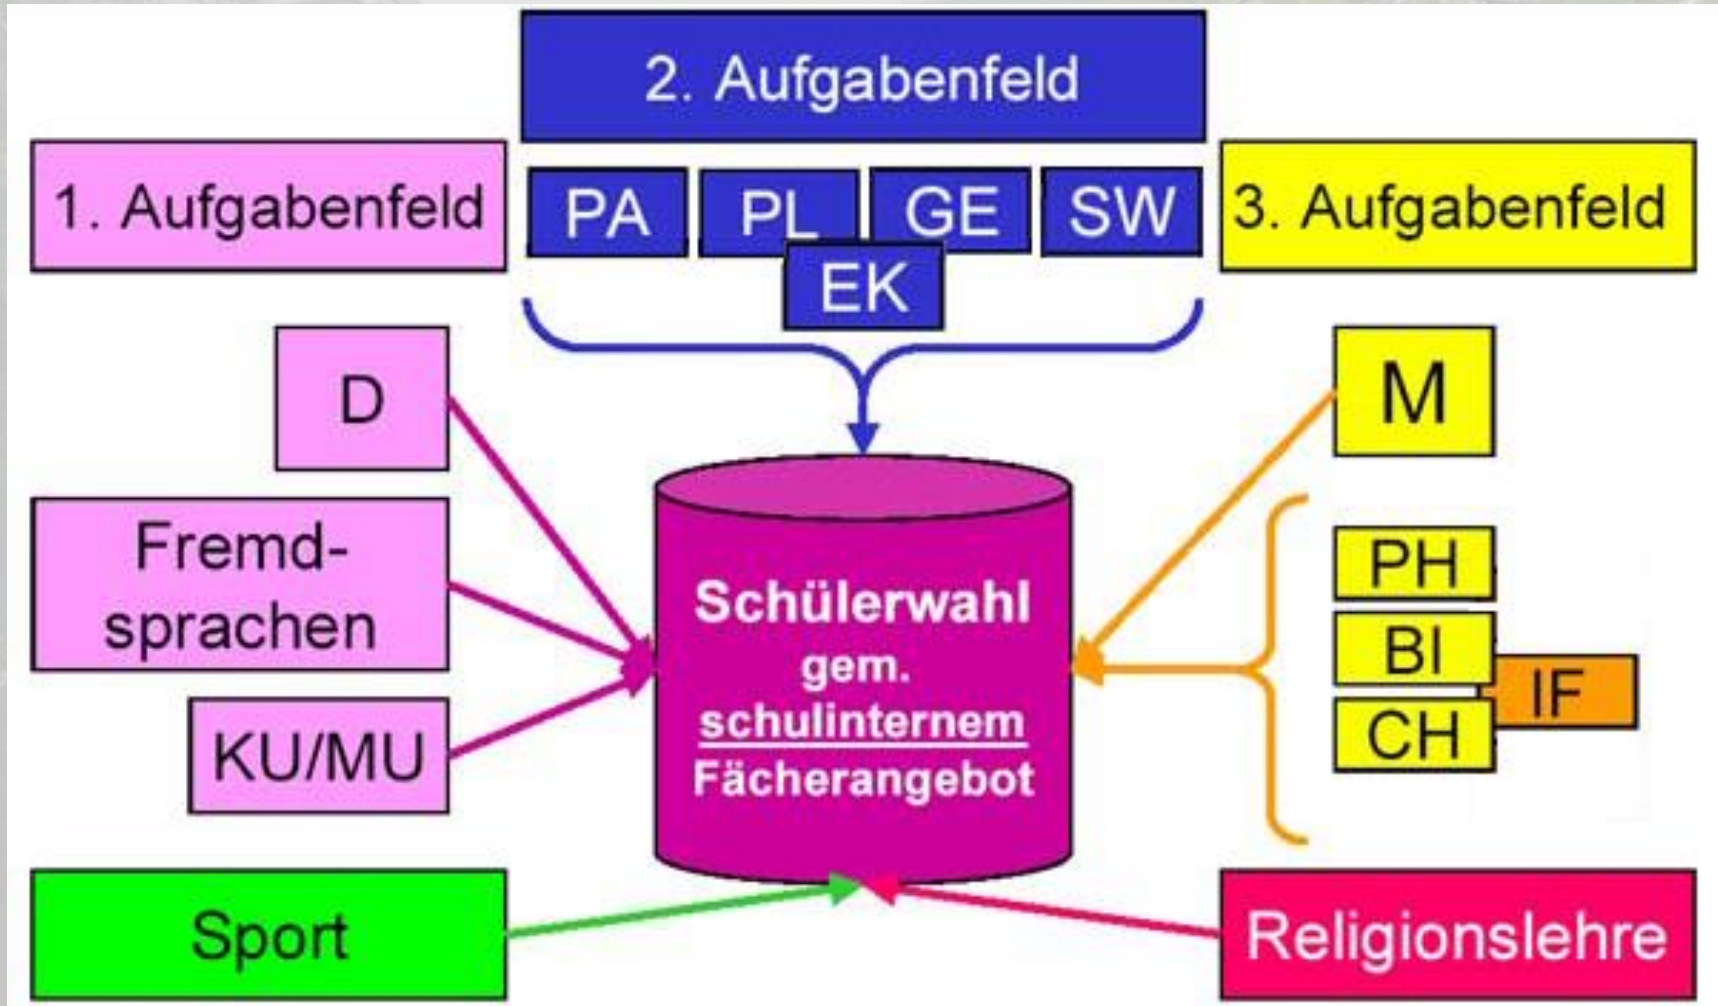 2. Aufgabenfeld
1. Aufgabenfeld
PA PL GE SW
EK
3. Aufgabenfeld
D
Fremd-
sprachen
KU/MU
M
PH
BI
CH
IF
Schülerwahl
gem.
schulinternem
Fächerangebot
Sport
Religionslehre